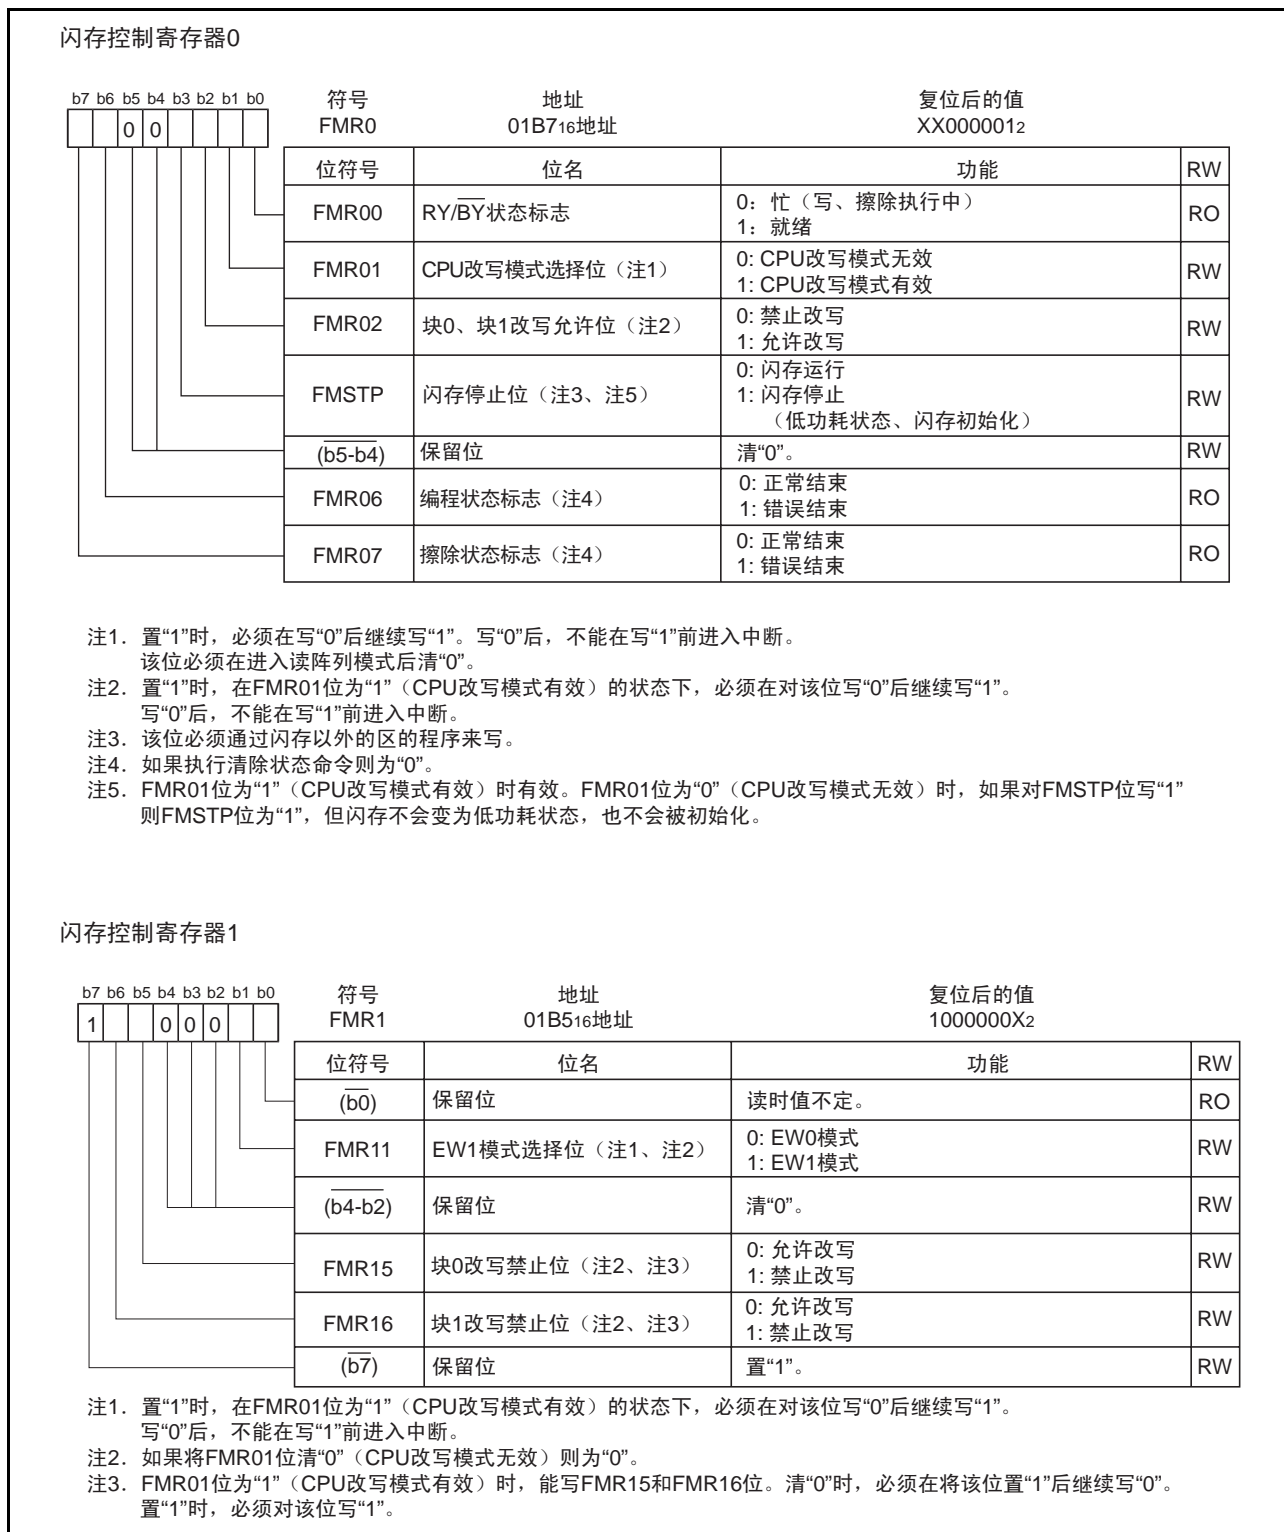 闪存控制寄存器0
b7 b6 b5 b4 b3 b2 b1 b0 符号 地址 复位后的值
0 0 FMR0 01B716地址 XX0000012
位符号 位名 功能 RW
FMR00 RY/BY状态标志 0：忙（写、擦除执行中） RO
1：就绪
FMR01 CPU改写模式选择位（注1） 0: CPU改写模式无效 RW
1: CPU改写模式有效
FMR02 块0、块1改写允许位（注2） 0: 禁止改写 RW
1: 允许改写
FMSTP 闪存停止位（注3、注5） 0: 闪存运行 RW
1: 闪存停止
（低功耗状态、闪存初始化）
(b5-b4) 保留位 清“0”。 RW
FMR06 编程状态标志（注4） 0: 正常结束 RO
1: 错误结束
FMR07 擦除状态标志（注4） 0: 正常结束 RO
1: 错误结束
注1．置“1”时，必须在写“0”后继续写“1”。写“0”后，不能在写“1”前进入中断。
该位必须在进入读阵列模式后清“0”。
注2．置“1”时，在FMR01位为“1”（CPU改写模式有效）的状态下，必须在对该位写“0”后继续写“1”。
写“0”后，不能在写“1”前进入中断。
注3．该位必须通过闪存以外的区的程序来写。
注4．如果执行清除状态命令则为“0”。
注5．FMR01位为“1”（CPU改写模式有效）时有效。FMR01位为“0”（CPU改写模式无效）时，如果对FMSTP位写“1”
则FMSTP位为“1”，但闪存不会变为低功耗状态，也不会被初始化。
闪存控制寄存器1
b7 b6 b5 b4 b3 b2 b1 b0 符号 地址 复位后的值
1 0 0 0 FMR1 01B516地址 1000000X2
位符号 位名 功能 RW
(b0) 保留位 读时值不定。 RO
FMR11 EW1模式选择位（注1、注2） 0: EW0模式 RW
1: EW1模式
(b4-b2) 保留位 清“0”。 RW
FMR15 块0改写禁止位（注2、注3） 0: 允许改写 RW
1: 禁止改写
FMR16 块1改写禁止位（注2、注3） 0: 允许改写 RW
1: 禁止改写
(b7) 保留位 置“1”。 RW
注1．置“1”时，在FMR01位为“1”（CPU改写模式有效）的状态下，必须在对该位写“0”后继续写“1”。
写“0”后，不能在写“1”前进入中断。
注2．如果将FMR01位清“0”（CPU改写模式无效）则为“0”。
注3．FMR01位为“1”（CPU改写模式有效）时，能写FMR15和FMR16位。清“0”时，必须在将该位置“1”后继续写“0”。
置“1”时，必须对该位写“1”。